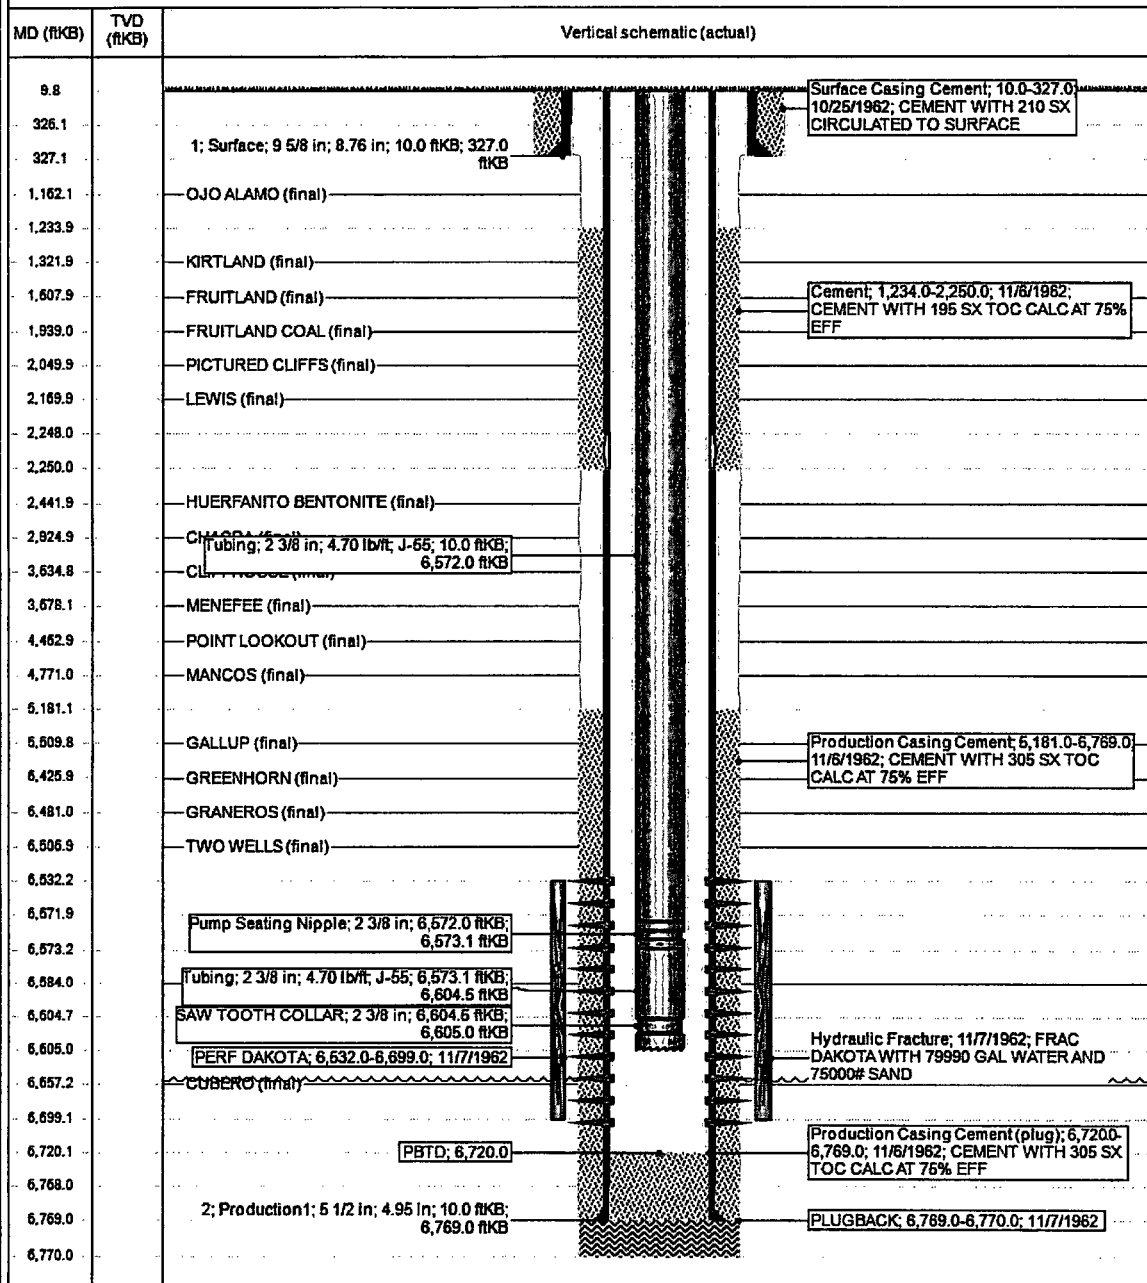 MD (ftKB)
TVD
(ftKB)
Vertical schematic (actual)
9.8
326.1
327.1
1,162.1
1,233.9
1,321.9
1,607.9
1,939.0
2,049.9
2,169.9
2,248.0
2,250.0
2,441.9
2,924.9
3,634.8
3,678.1
4,462.9
4,771.0
5,181.1
5,509.8
6,425.9
6,481.0
6,506.9
6,532.2
6,571.9
6,573.2
6,584.0
6,604.7
6,605.0
6,657.2
6,699.1
6,720.1
6,768.0
6,769.0
6,770.0
1; Surface; 9 5/8 in; 8.76 in; 10.0 ftKB; 327.0
ftKB
OJO ALAMO (final)
KIRTLAND (final)
FRUITLAND (final)
FRUITLAND COAL (final)
PICTURED CLIFFS (final)
LEWIS (final)
HUERFANITO BENTONITE (final)
Tubing; 2 3/8 in; 4.70 lb/ft; J-55; 10.0 ftKB;
6,572.0 ftKB
MENEFEE (final)
POINT LOOKOUT (final)
MANCOS (final)
GALLUP (final)
GREENHORN (final)
GRANEROS (final)
TWO WELLS (final)
Pump Seating Nipple; 2 3/8 in; 6,572.0 ftKB;
6,573.1 ftKB
Tubing; 2 3/8 in; 4.70 lb/ft; J-55; 6,573.1 ftKB;
6,604.5 ftKB
SAW TOOTH COLLAR; 2 3/8 in; 6,604.5 ftKB;
6,605.0 ftKB
PERF DAKOTA; 6,532.0-6,699.0; 11/7/1962
CUBERO (final)
PBTD; 6,720.0
2; Production1; 5 1/2 in; 4.95 in; 10.0 ftKB;
6,769.0 ftKB
Surface Casing Cement; 10.0-327.0;
10/25/1962; CEMENT WITH 210 SX
CIRCULATED TO SURFACE
Cement; 1,234.0-2,250.0; 11/6/1962;
CEMENT WITH 195 SX TOC CALC AT 75%
EFF
Production Casing Cement; 5,181.0-6,769.0;
11/6/1962; CEMENT WITH 305 SX TOC
CALC AT 75% EFF
Hydraulic Fracture; 11/7/1962; FRAC
DAKOTA WITH 79990 GAL WATER AND
75000# SAND
Production Casing Cement (plug); 6,720.0-
6,769.0; 11/6/1962; CEMENT WITH 305 SX
TOC CALC AT 75% EFF
PLUGBACK; 6,769.0-6,770.0; 11/7/1962